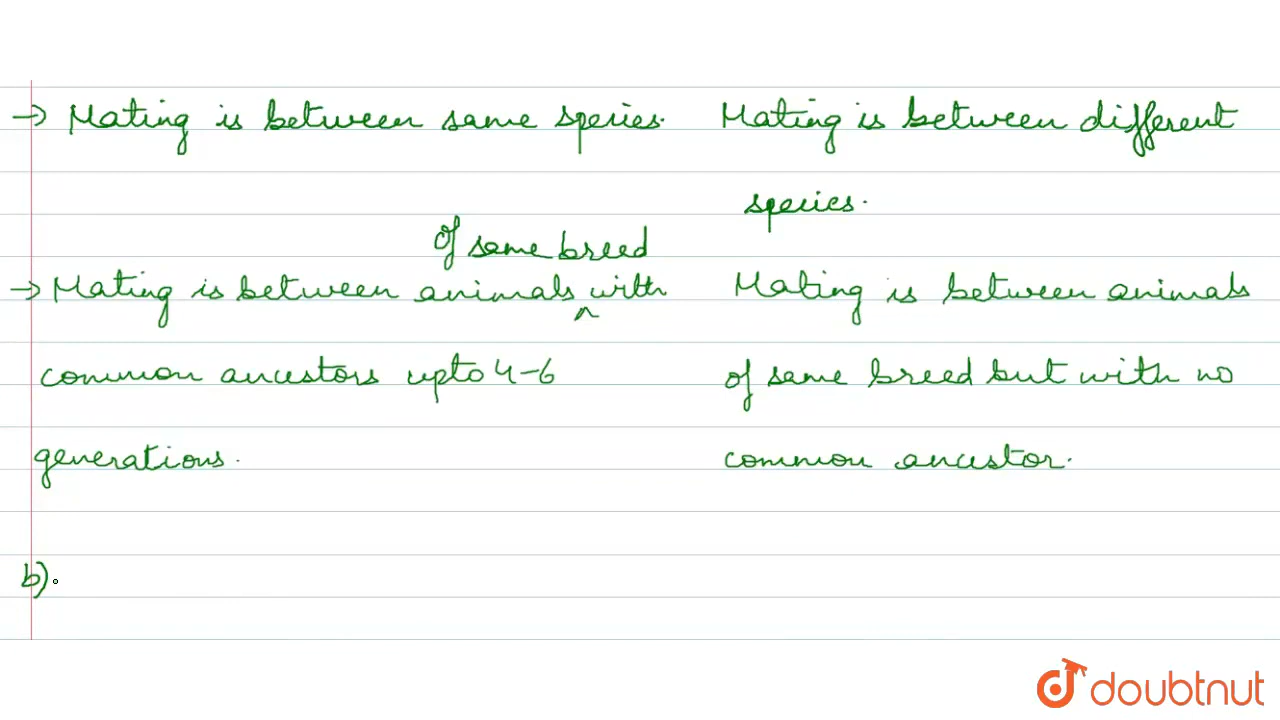 → Mating is between same species. Mating is between different
species.
of same breed
→ Mating is between animals ^ with Mating is between animals
common ancestors upto 4-6 of same breed but with no
generations. common ancestor.
b).
doubtnut